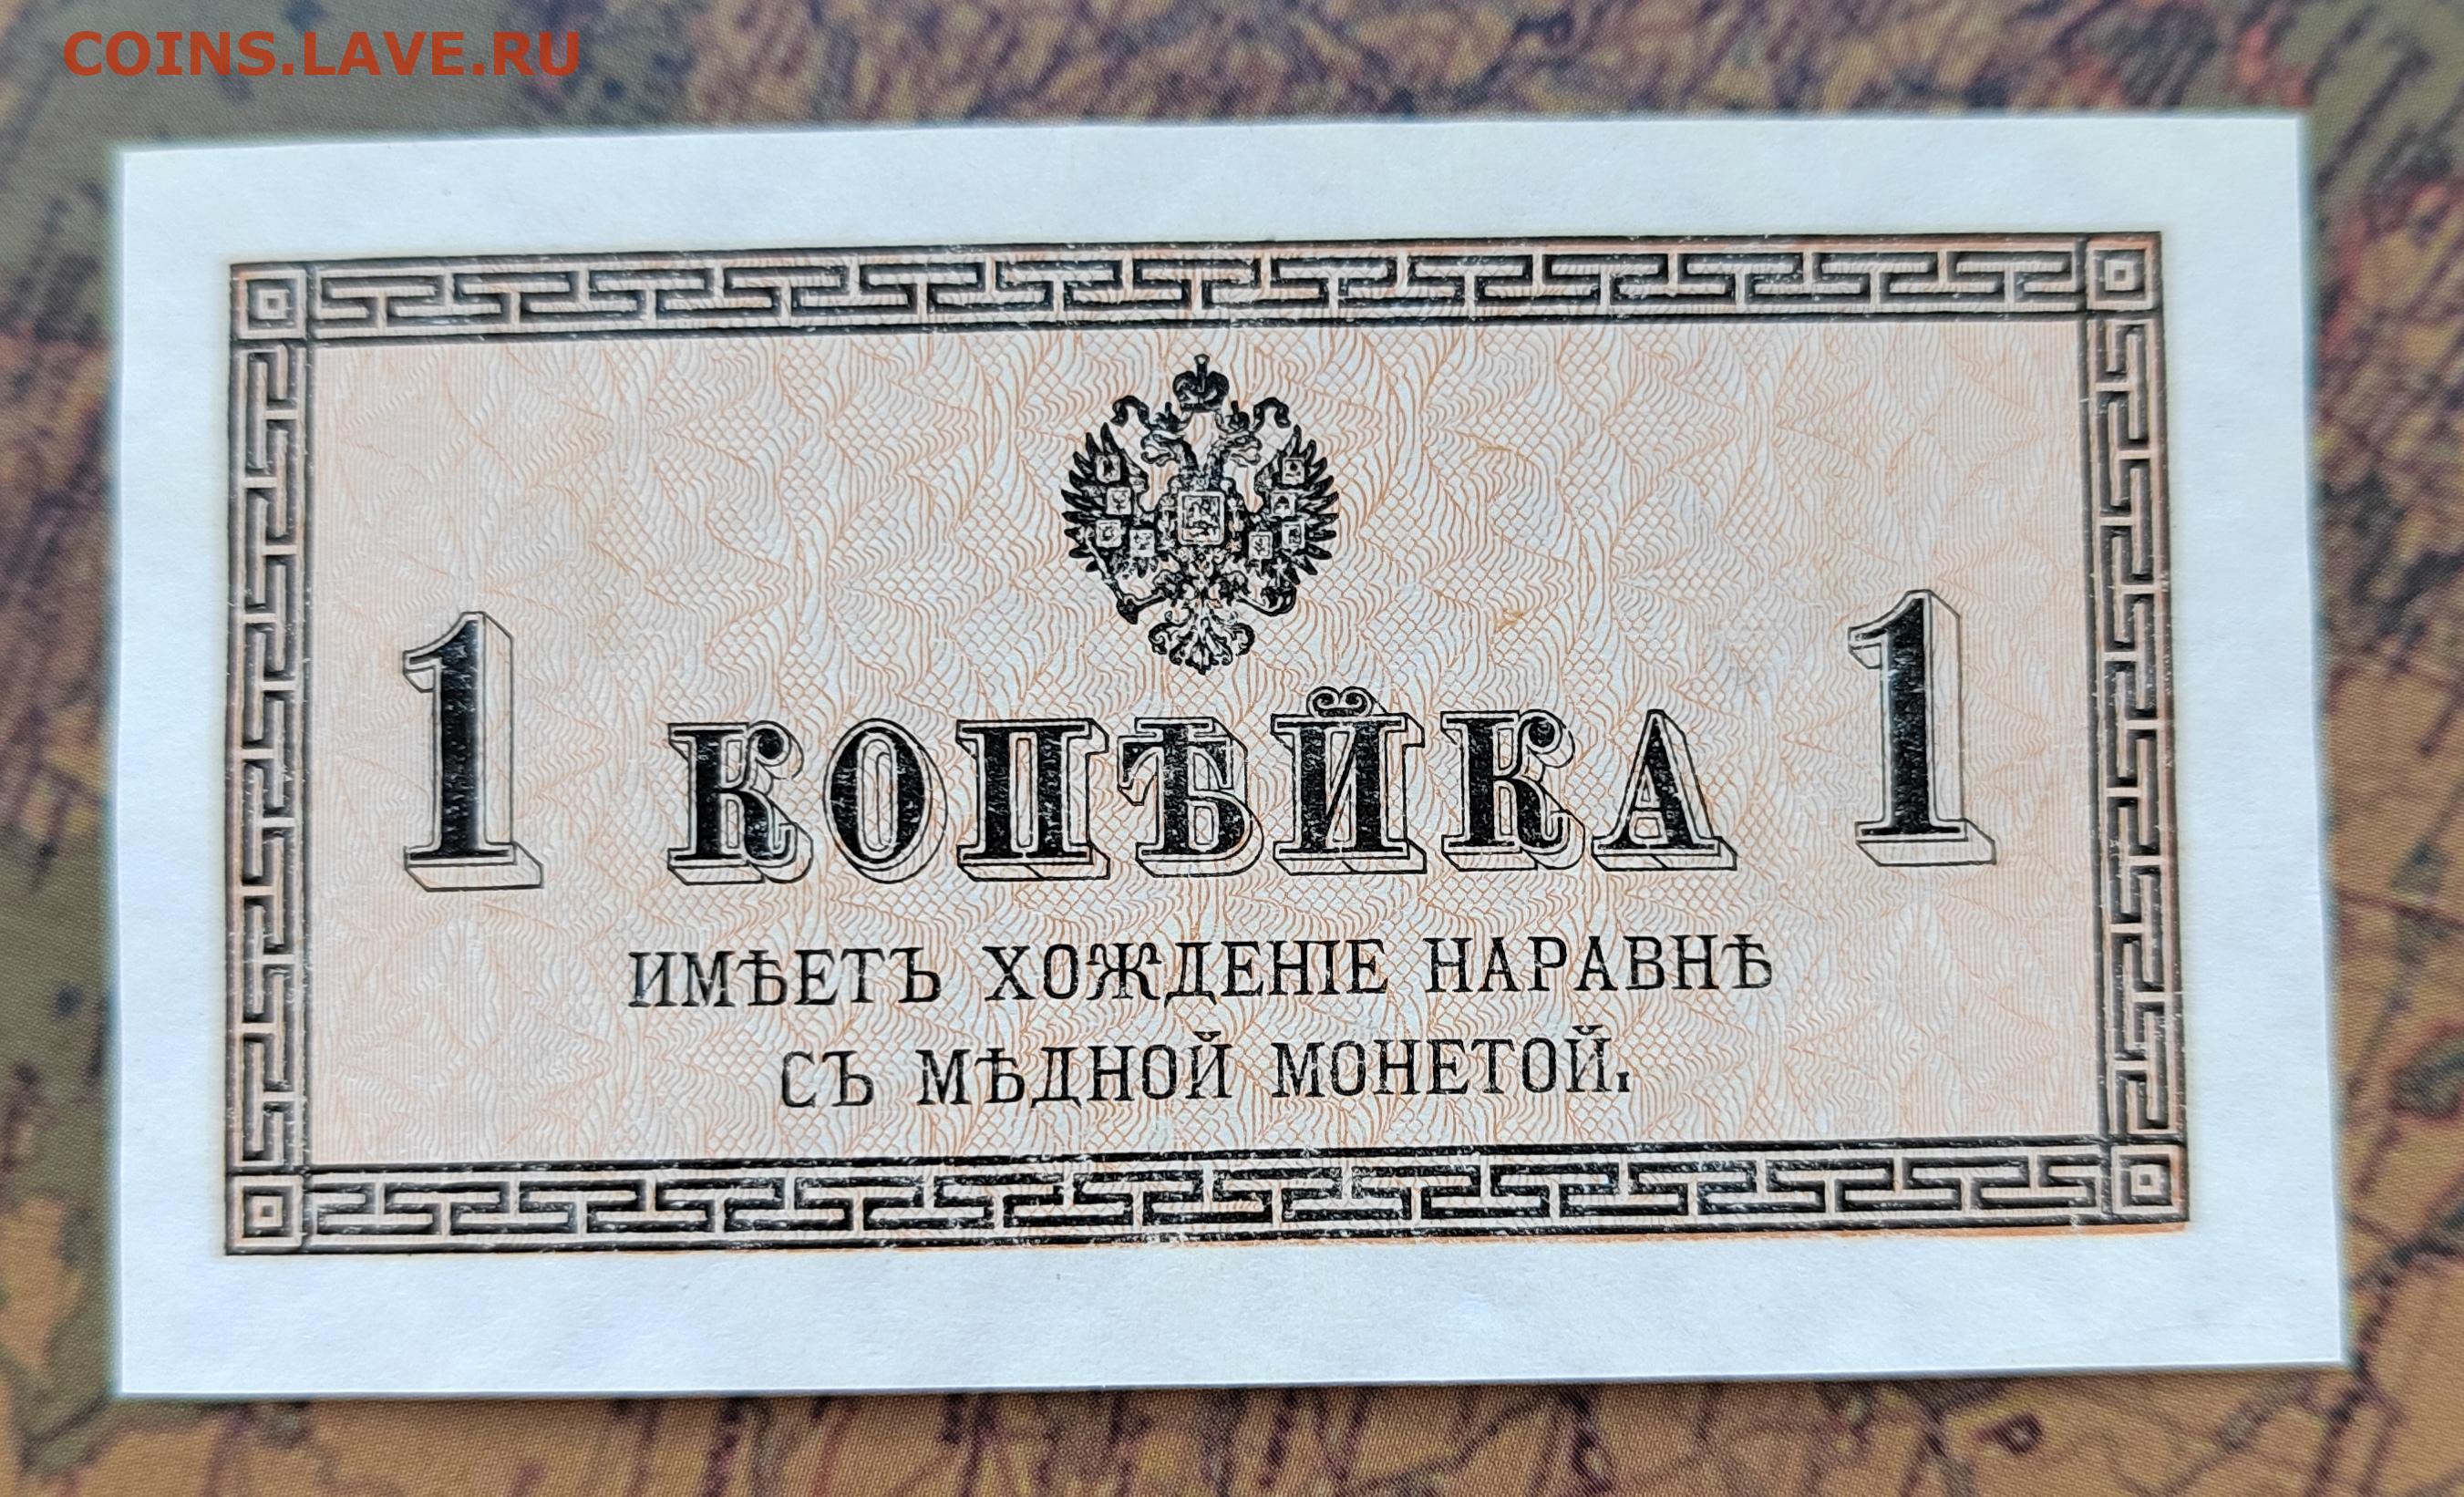 COINS.LAVE.RU
1 КОПѢЙКА 1
ИМѢЕТЪ ХОЖДЕНІЕ НАРАВНѢ
СЪ МѢДНОЙ МОНЕТОЙ.